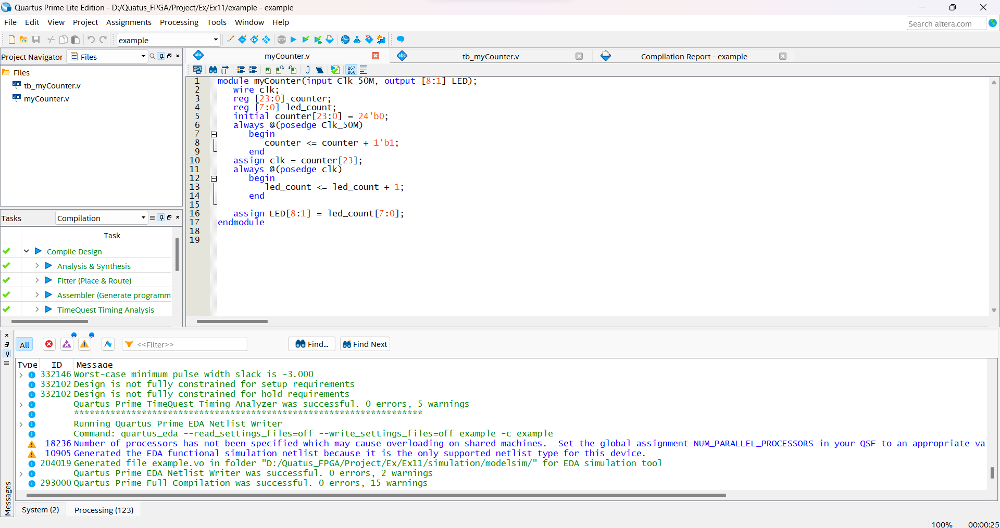 Quartus Prime Lite Edition - D:/Quatus_FPGA/Project/Ex/Ex11/example - example
File Edit View Project Assignments Processing Tools Window Help
Search altera.com
example
Project Navigator Files
Files
tb_myCounter.v
myCounter.v
myCounter.v tb_myCounter.v Compilation Report - example
267
268
1 module myCounter(input Clk_50M, output [8:1] LED);
2 wire clk;
3 reg [23:0] counter;
4 reg [7:0] led_count;
5 initial counter[23:0] = 24'b0;
6 always @(posedge Clk_50M)
7 begin
8 counter <= counter + 1'b1;
9 end
10 assign clk = counter[23];
11 always @(posedge clk)
12 begin
13 led_count <= led_count + 1;
14 end
15
16 assign LED[8:1] = led_count[7:0];
17 endmodule
18
19
Tasks Compilation
Task
Compile Design
Analysis & Synthesis
Fitter (Place & Route)
Assembler (Generate programm
TimeQuest Timing Analysis
All <<Filter>> Find... Find Next
Type ID Message
332146 Worst-case minimum pulse width slack is -3.000
332102 Design is not fully constrained for setup requirements
332102 Design is not fully constrained for hold requirements
Quartus Prime TimeQuest Timing Analyzer was successful. 0 errors, 5 warnings
*******************************************************************
Running Quartus Prime EDA Netlist Writer
Command: quartus_eda --read_settings_files=off --write_settings_files=off example -c example
18236 Number of processors has not been specified which may cause overloading on shared machines.  Set the global assignment NUM_PARALLEL_PROCESSORS in your QSF to an appropriate va
10905 Generated the EDA functional simulation netlist because it is the only supported netlist type for this device.
204019 Generated file example.vo in folder "D:/Quatus_FPGA/Project/Ex/Ex11/simulation/modelsim/" for EDA simulation tool
Quartus Prime EDA Netlist Writer was successful. 0 errors, 2 warnings
293000 Quartus Prime Full Compilation was successful. 0 errors, 15 warnings
Messages
System (2) Processing (123)
100% 00:00:25